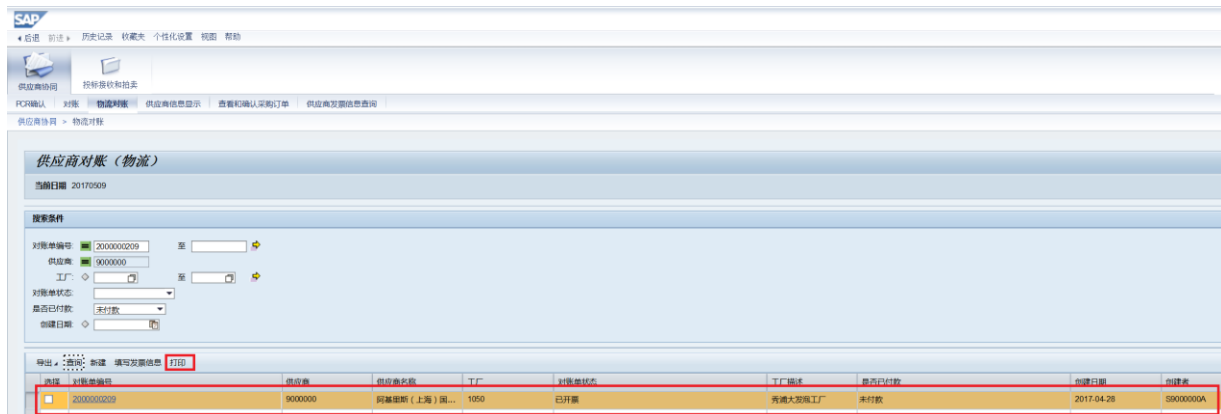 SAP
后退 前进 历史记录 收藏夹 个性化设置 视图 帮助
供应商协同 投标接收和拍卖
PCR确认 对账 物流对账 供应商信息显示 查看和确认采购订单 供应商发票信息查询
供应商协同 > 物流对账
供应商对账（物流）
当前日期 20170509
搜索条件
对账单编号: 2000000209 至
供应商: 9000000
工厂: 至
对账单状态:
是否已付款: 未付款
创建日期:
导出 查询 新建 填写发票信息 打印
选择 对账单编号 供应商 供应商名称 工厂 对账单状态 工厂描述 是否已付款 创建日期 创建者
2000000209 9000000 阿基里斯（上海）国... 1050 已开票 秀浦大发瓶工厂 未付款 2017-04-28 S9000000A